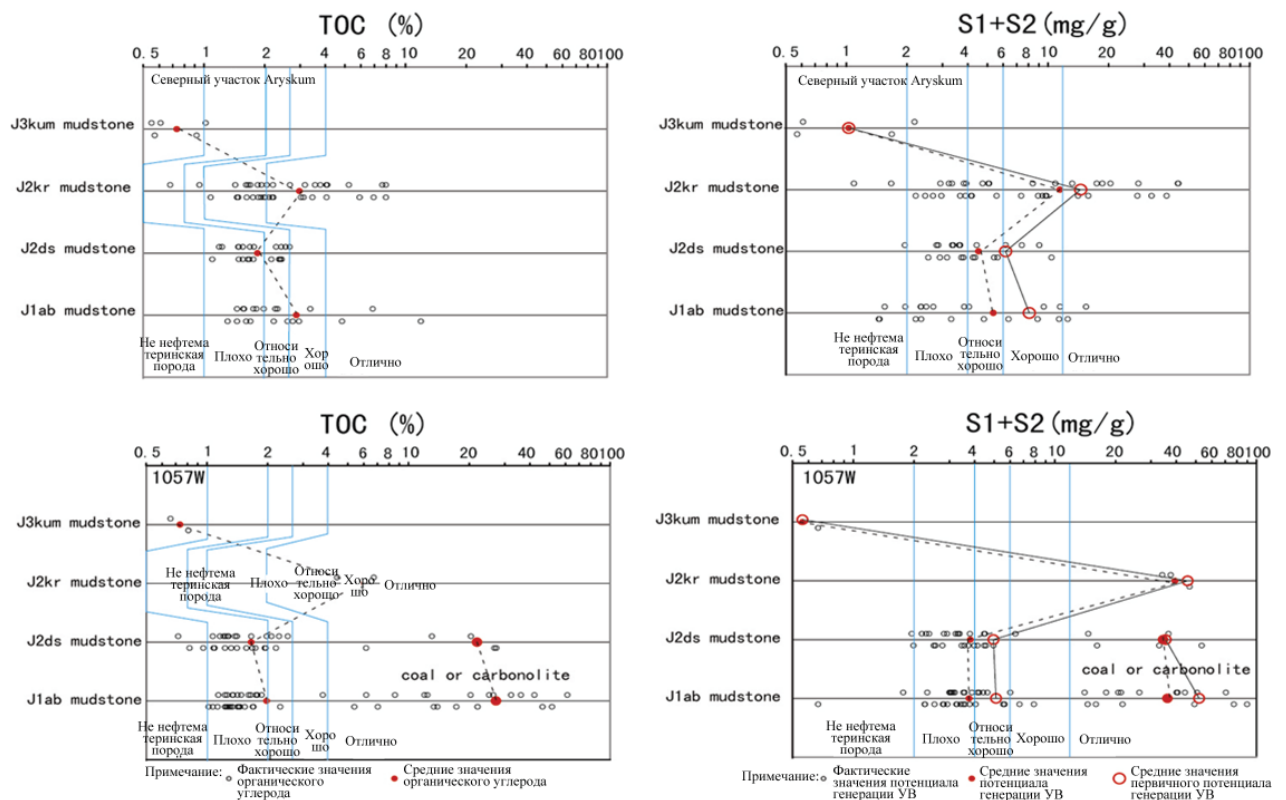 TOC (%)
0.5 1 2 4 6 8 10 20 40 60 80100
Северный участок Aryskum
J3kum mudstone
J2kr mudstone
J2ds mudstone
J1ab mudstone
Не нефтема
теринская
порода
Плохо
Относи
тельно
хорошо
Хор
ошо
Отлично
S1+S2(mg/g)
0.5 1 2 4 6 8 10 20 40 60 80100
Северный участок Aryskum
J3kum mudstone
J2kr mudstone
J2ds mudstone
J1ab mudstone
Не нефтема
теринская
порода
Плохо
Относи
тельно
хорошо
Хорошо
Отлично
TOC (%)
0.5 1 2 4 6 8 10 20 40 60 80100
1057W
J3kum mudstone
J2kr mudstone
Не нефтема
теринская
порода
Плохо
Относи
тельно
хорошо
Хоро
шо
Отлично
J2ds mudstone
coal or carbonolite
J1ab mudstone
Не нефтема
теринская
порода
Плохо
Относи
тельно
хорошо
Хоро
шо
Отлично
Примечание:
Фактические значения
органического
углерода
Средние значения
органического углерода
S1+S2(mg/g)
0.5 1 2 4 6 8 10 20 40 60 80100
1057W
J3kum mudstone
J2kr mudstone
J2ds mudstone
coal or carbonolite
J1ab mudstone
Не нефтема
теринская
порода
Плохо
Относи
тельно
хорошо
Хорошо
Отлично
Примечание:
Фактические
значения потенциала
генерации УВ
Средние значения
потенциала
генерации УВ
Средние значения
первичного потенциала
генерации УВ